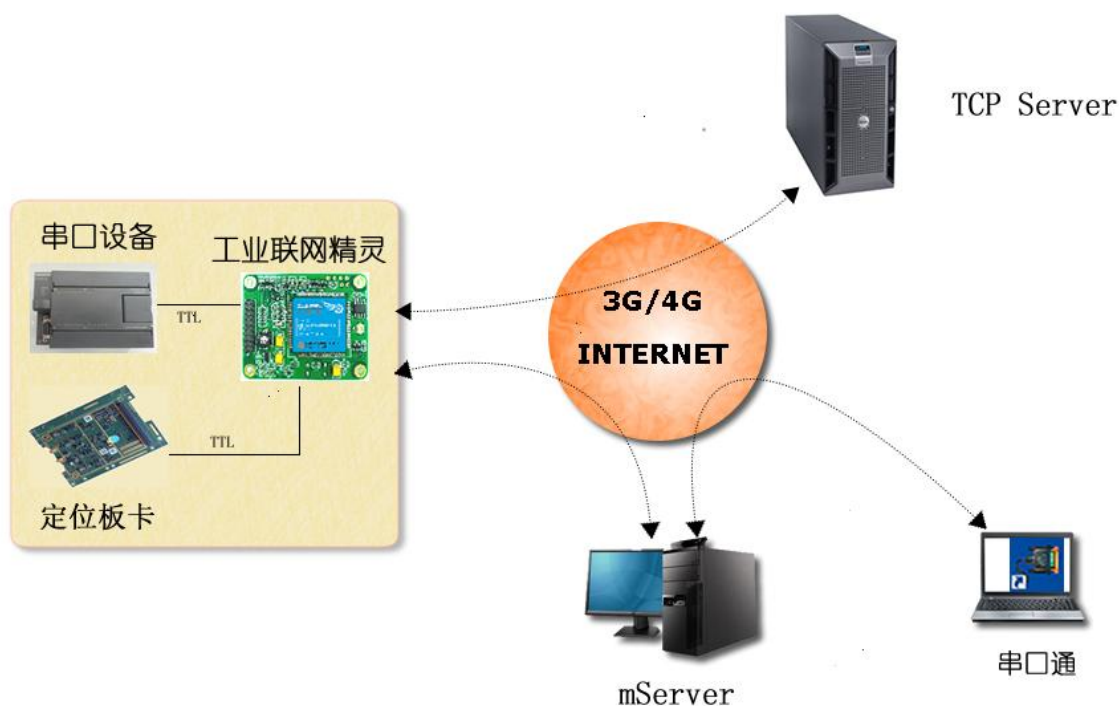 TCP Server
串口设备
工业联网精灵
TTL
3G/4G
INTERNET
TTL
定位板卡
串口通
mServer